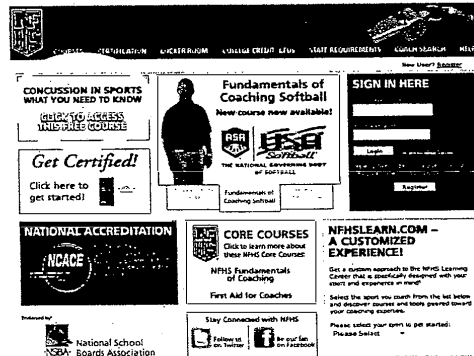 NFHS
COURSES CERTIFICATION LOCKER ROOM COLLEGE CREDIT/CEUS STATE REQUIREMENTS COACH SEARCH HELP
New User? Register
CONCUSSION IN SPORTS
WHAT YOU NEED TO KNOW
CLICK TO ACCESS
THIS FREE COURSE
Get Certified!
Click here to
get started!
Fundamentals of
Coaching Softball
New course now available!
ASA
USA
Softball
THE NATIONAL GOVERNING BODY
OF SOFTBALL
Fundamentals of
Coaching Softball
SIGN IN HERE
Login
Register
NATIONAL ACCREDITATION
NCACE
CORE COURSES
Click to learn more about
these NFHS Core Courses:
NFHS Fundamentals
of Coaching
First Aid for Coaches
NFHSLEARN.COM –
A CUSTOMIZED
EXPERIENCE!
Get a custom approach to the NFHS Learning
Center that is specifically designed with your
sport and experience in mind!
Select the sport you coach from the list below
and discover courses and tools geared toward
your coaching expertise.
Please select your sport to get started:
Please Select
Endorsed by
NSBA
National School
Boards Association
Stay Connected with NFHS
Follow us
on Twitter
Be our fan
on Facebook